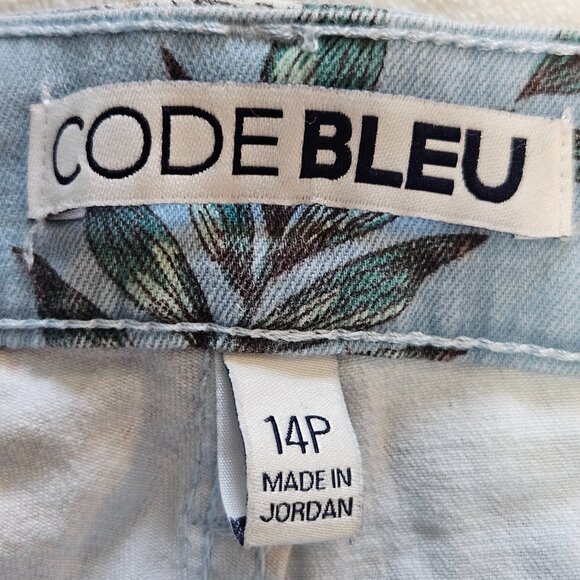 CODE BLEU
14P
MADE IN
JORDAN